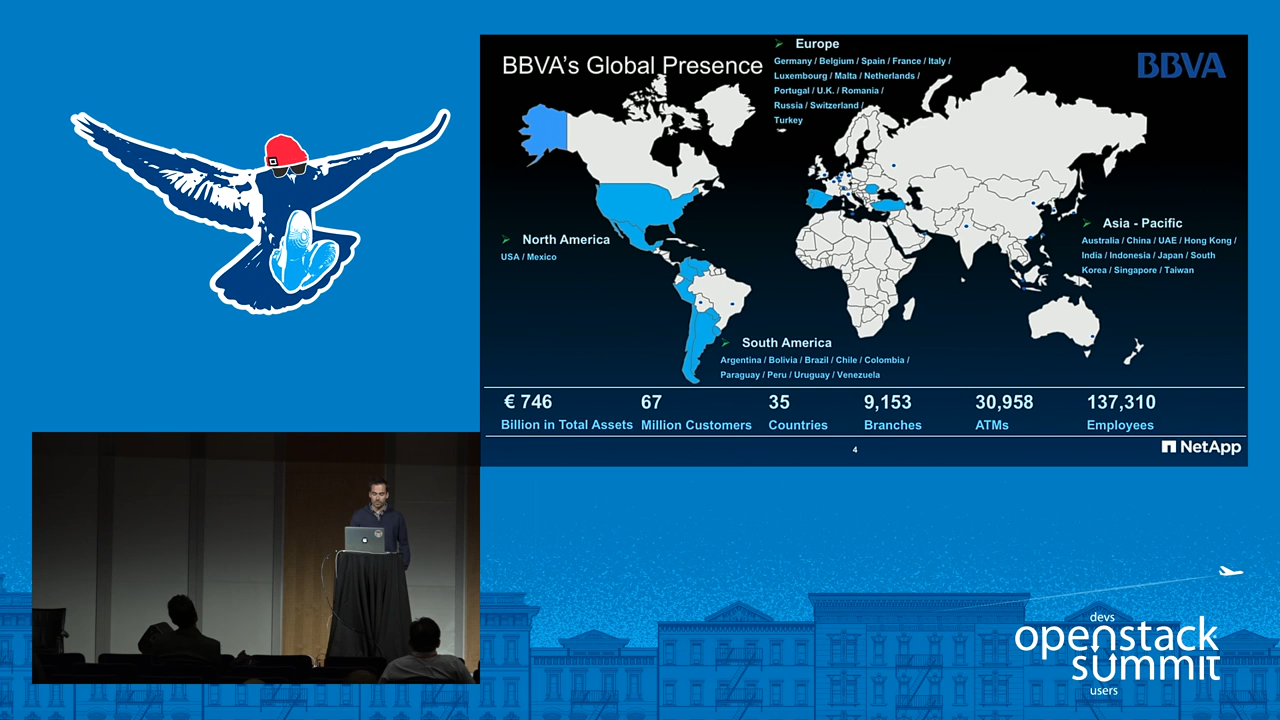 BBVA's Global Presence
Europe
Germany / Belgium / Spain / France / Italy /
Luxembourg / Malta / Netherlands /
Portugal / U.K. / Romania /
Russia / Switzerland /
Turkey
BBVA
North America
USA / Mexico
Asia - Pacific
Australia / China / UAE / Hong Kong /
India / Indonesia / Japan / South
Korea / Singapore / Taiwan
South America
Argentina / Bolivia / Brazil / Chile / Colombia /
Paraguay / Peru / Uruguay / Venezuela
€ 746
Billion in Total Assets
67
Million Customers
35
Countries
9,153
Branches
30,958
ATMs
137,310
Employees
4
NetApp
devs
openstack
summit
users